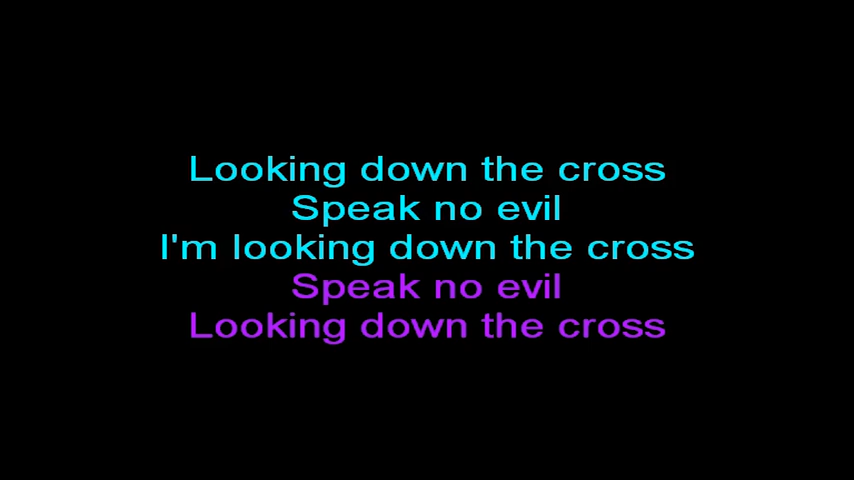 Looking down the cross
Speak no evil
I'm looking down the cross
Speak no evil
Looking down the cross